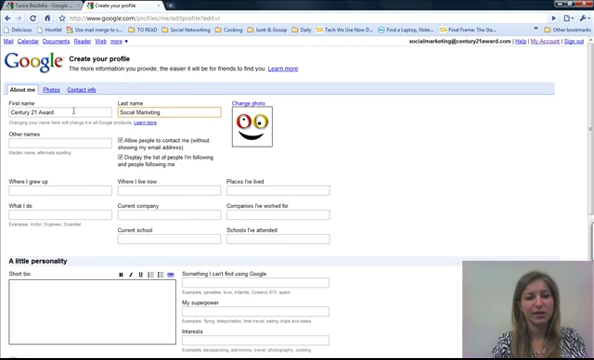 Tassia Bezdeka
Create your profile
http://www.google.com/profiles/me/editprofile?edit=r
Google
Hootlet
Use mail merge to s...
TO READ
Social Networking
Cooking
Junk & Stuff
Daily
Tech We Use Now D...
Find a Laptop, Note...
The Final Frame: ST...
Mail Calendar Documents Reader Web more
socialmarketing@century21award.com | Help | My Account | Sign out
Google
Create your profile
The more information you provide, the easier it will be for friends to find you. Learn more
About me Photos Contact info
First name
Last name
Change photo
Century 21 Award
Social Marketing
Changing your name here will change it in all Google products. Learn more
Other names
Maiden name, alternate spelling
Allow people to contact me (without showing my email address)
Display the list of people I'm following and people following me
Where I grew up
Where I live now
Places I've lived
What I do
Current company
Companies I've worked for
Examples: Actor, Engineer, Scientist
Current school
Schools I've attended
A little personality
Short bio
B I U
Something I can't find using Google
Examples: paradise, love, Atlantis, Oceanic 815, spam
My superpower
Examples: flying, teleportation, time travel, eating chips and salsa
Interests
Examples: backpacking, astronomy, travel, photography, cooking